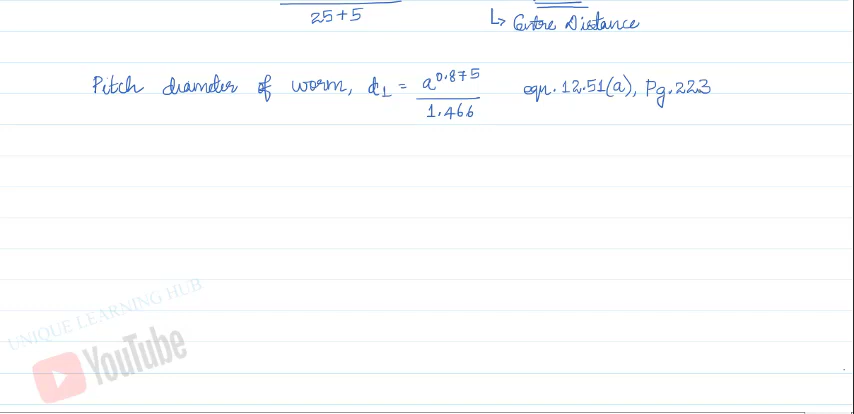 25+5
↳ Centre Distance
Pitch diameter of worm, d₁ = a^0.875 / 1.466 eqn. 12.51(a), Pg. 223
UNIQUE LEARNING HUB
YouTube